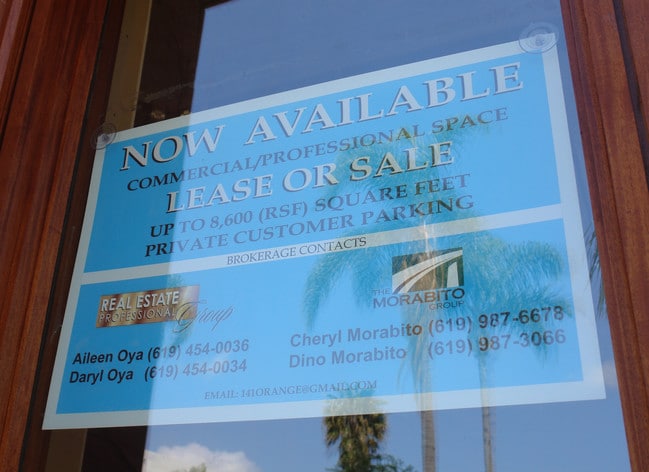 NOW AVAILABLE
COMMERCIAL/PROFESSIONAL SPACE
LEASE OR SALE
UP TO 8,600 (RSF) SQUARE FEET
PRIVATE CUSTOMER PARKING
BROKERAGE CONTACTS
REAL ESTATE
PROFESSIONAL
Group
Aileen Oya (619) 454-0036
Daryl Oya (619) 454-0034
THE
MORABITO
GROUP
Cheryl Morabito (619) 987-6678
Dino Morabito (619) 987-3066
EMAIL: 141ORANGE@GMAIL.COM